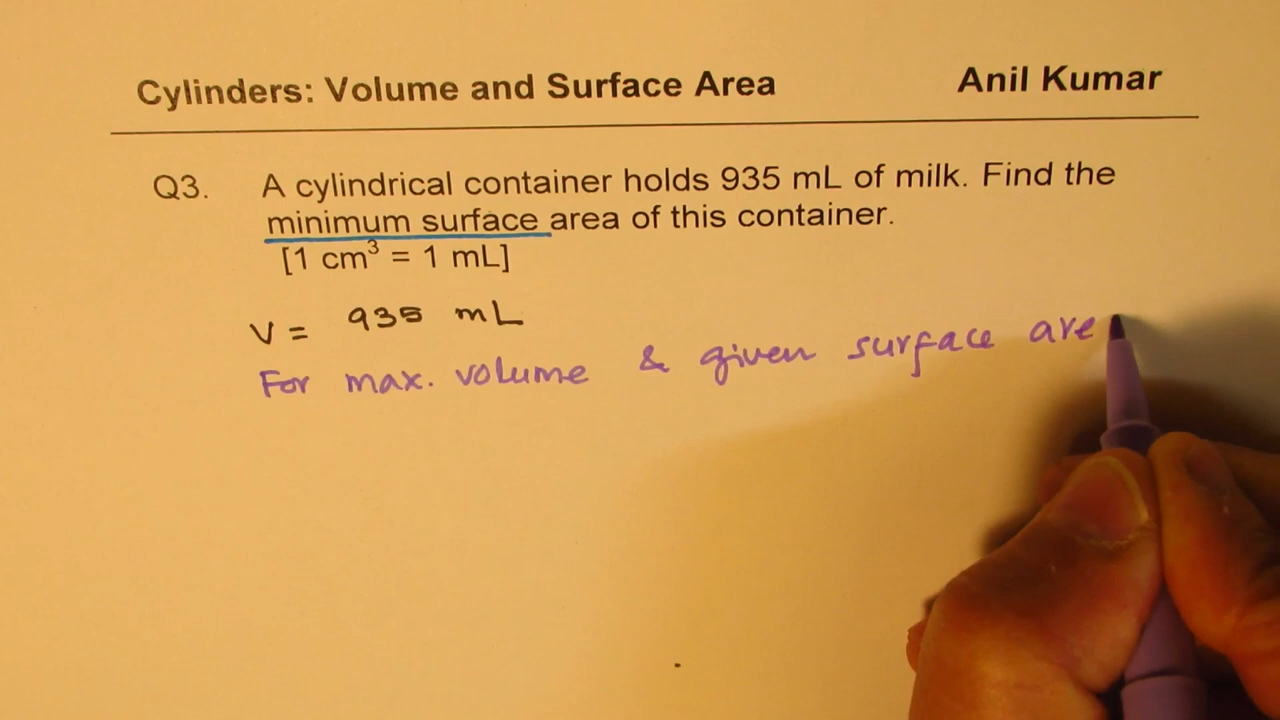 Cylinders: Volume and Surface Area Anil Kumar
Q3. A cylindrical container holds 935 mL of milk. Find the
minimum surface area of this container.
[1 cm³ = 1 mL]
V = 935 mL
For max. volume & given surface are